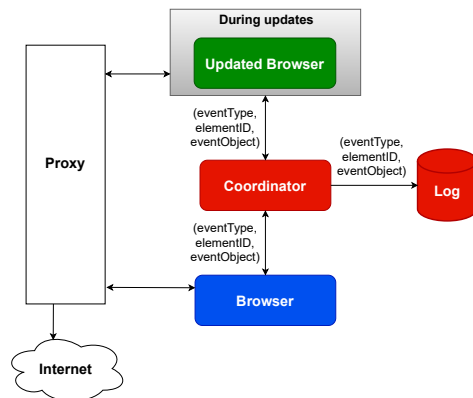 During updates
Updated Browser
(eventType,
elementID,
eventObject)
(eventType,
elementID,
eventObject)
Proxy
Coordinator
Log
(eventType,
elementID,
eventObject)
Browser
Internet